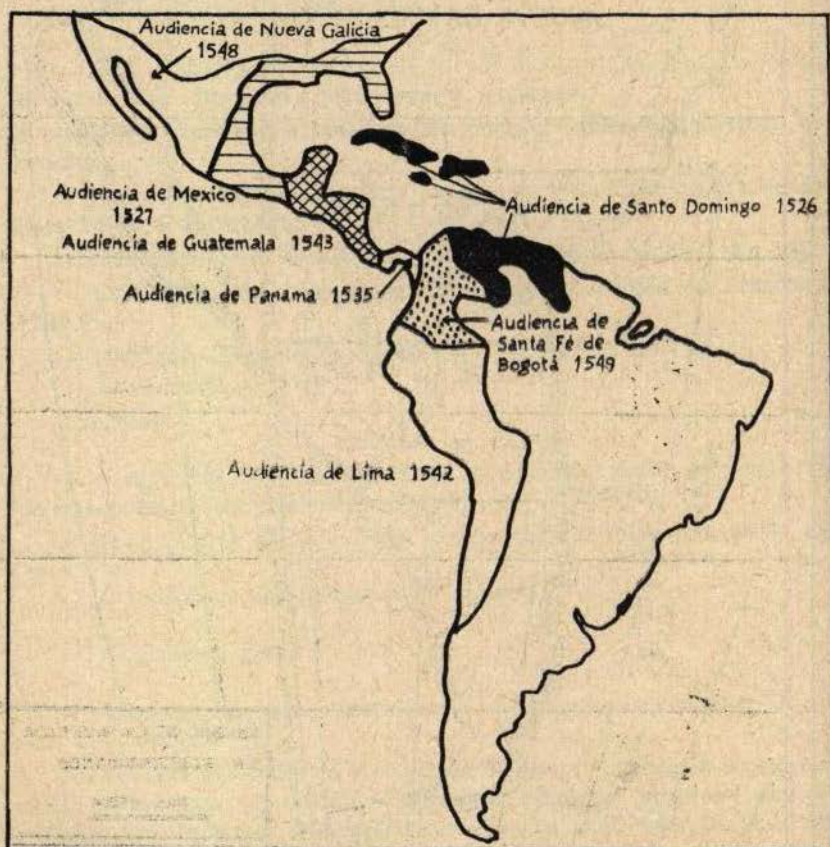 Audiencia de Nueva Galicia
1548
Audiencia de Mexico
1527
Audiencia de Santo Domingo 1526
Audiencia de Guatemala 1543
Audiencia de Panama 1535
Audiencia de
Santa Fé de
Bogotá 1549
Audiencia de Lima 1542